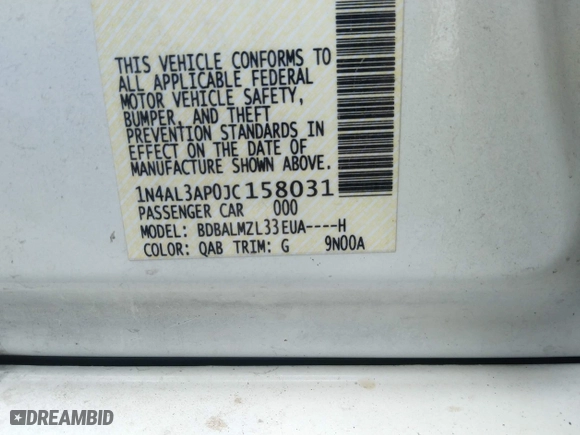 THIS VEHICLE CONFORMS TO
ALL APPLICABLE FEDERAL
MOTOR VEHICLE SAFETY,
BUMPER, AND THEFT
PREVENTION STANDARDS IN
EFFECT ON THE DATE OF
MANUFACTURE SHOWN ABOVE.
1N4AL3AP0JC158031
PASSENGER CAR 000
MODEL: BDBALMZL33EUA----H
COLOR: QAB TRIM: G 9N00A
DREAMBID